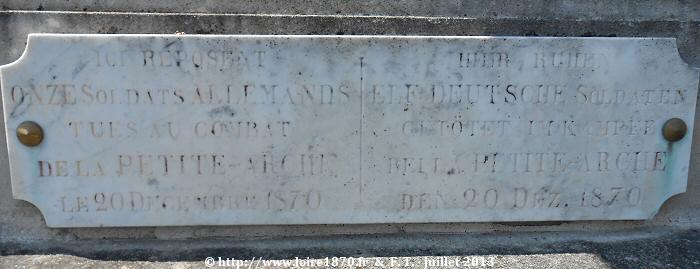 ICI REPOSENT
ONZE SOLDATS ALLEMANDS
TUES AU COMBAT
DE LA PETITE-ARCHE
LE 20 DECEMBRE 1870
HIER RUHEN
ELF DEUTSCHE SOLDATEN
GETÖTET IM KAMPFE
PETITE-ARCHE
DEN 20 DEZ. 1870
© http://www.loire1870.fr & F.T. juillet 2013